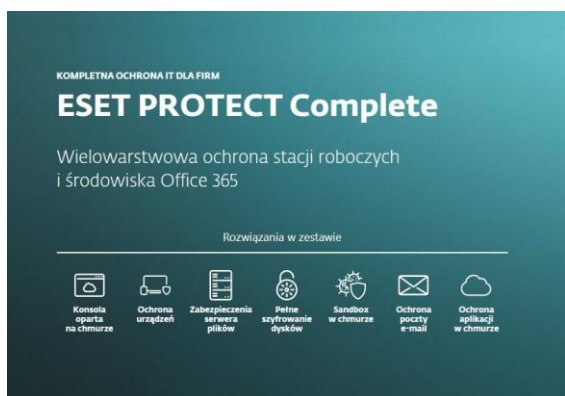 KOMPLETNA OCHRONA IT DLA FIRM
ESET PROTECT Complete
Wielowarstwowa ochrona stacji roboczych
i środowiska Office 365
Rozwiązania w zestawie
Konsola
oparta
na chmurze
Ochrona
urządzeń
Zabezpieczenia
serwera
plików
Pełne
szyfrowanie
dysków
Sandbox
w chmurze
Ochrona
poczty
e-mail
Ochrona
aplikacji
w chmurze